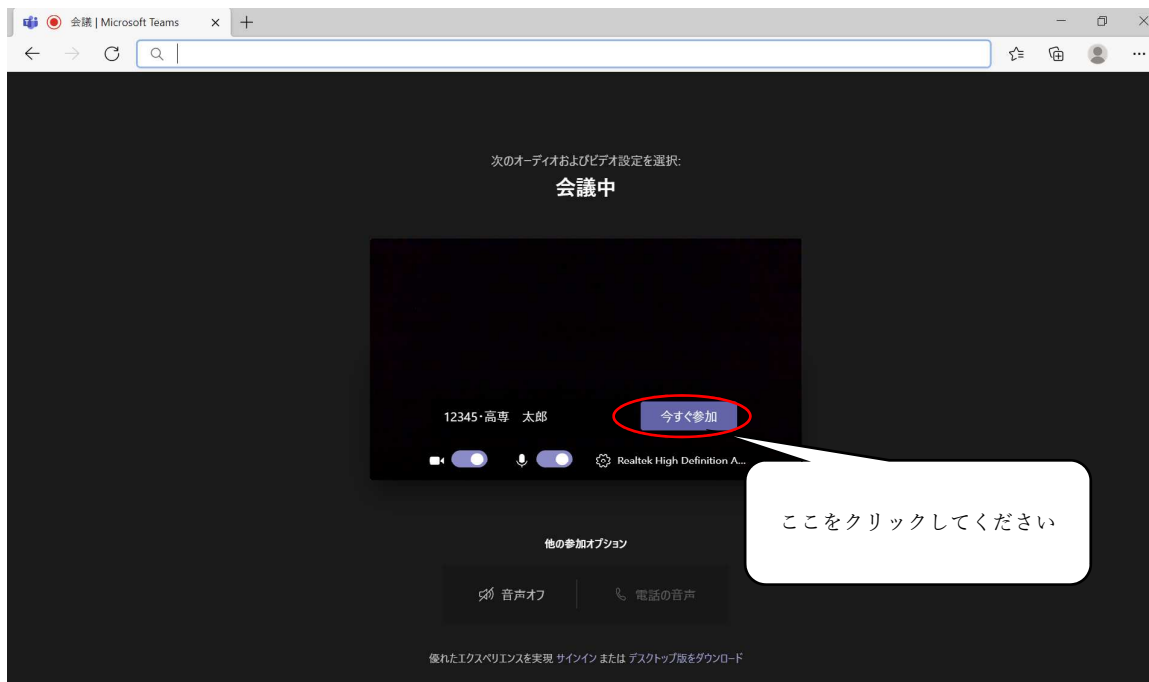 会議 | Microsoft Teams
次のオーディオおよびビデオ設定を選択:
会議中
12345・高専　太郎
今すぐ参加
Realtek High Definition A...
ここをクリックしてください
他の参加オプション
音声オフ
電話の音声
優れたエクスペリエンスを実現 サインイン または デスクトップ版をダウンロード